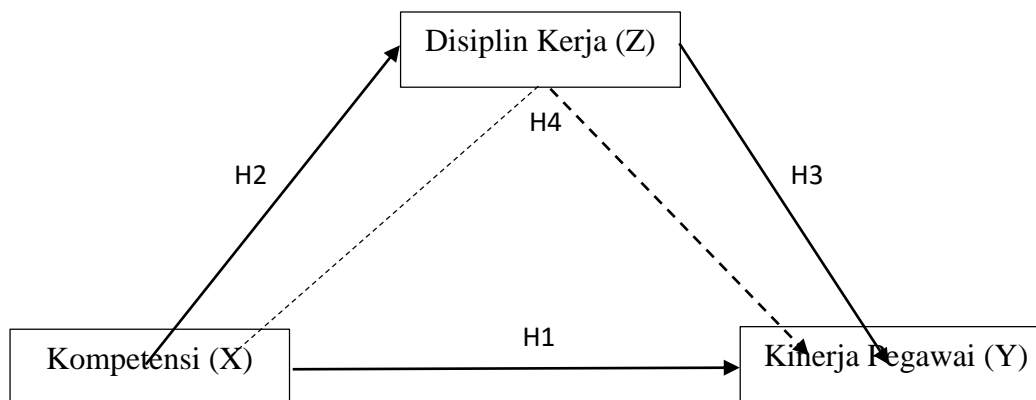 Disiplin Kerja (Z)
H4
H2
H3
H1
Kompetensi (X)
Kinerja Pegawai (Y)